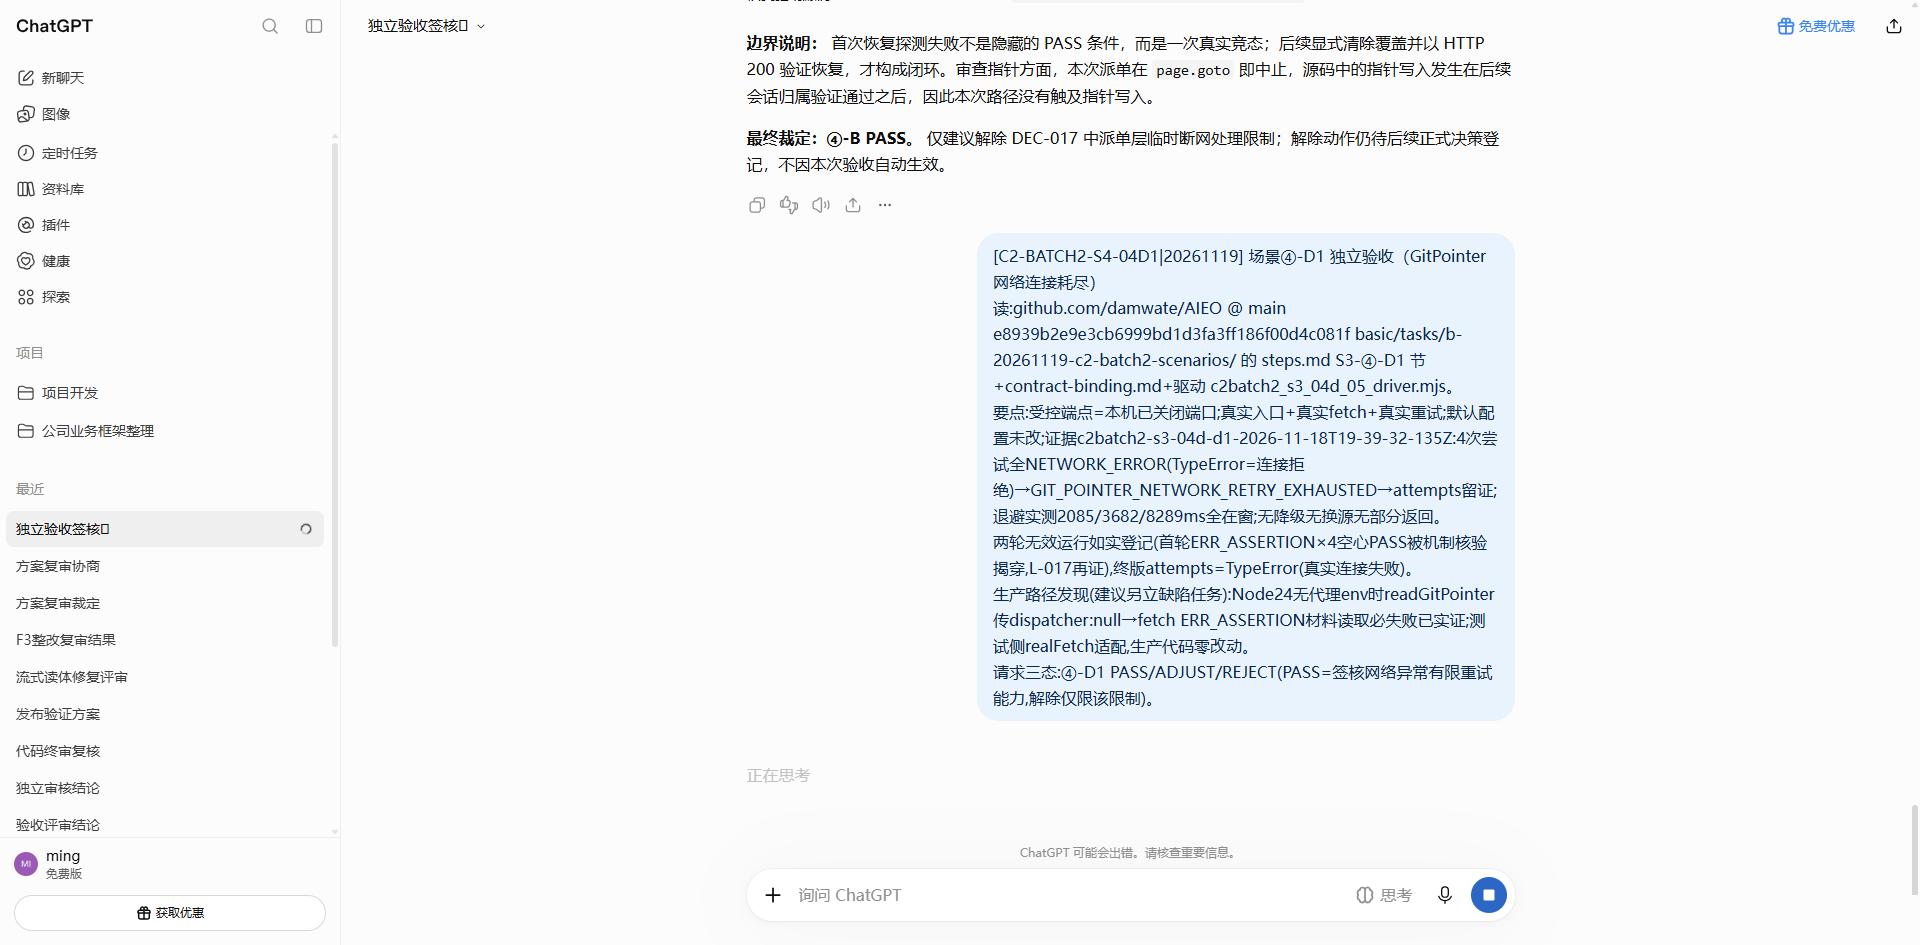 ChatGPT
新聊天
图像
定时任务
资料库
插件
健康
探索
项目
项目开发
公司业务框架整理
最近
独立验收签核
方案复审协商
方案复审裁定
F3整改复审结果
流式读体修复评审
发布验证方案
代码终审复核
独立审核结论
验收评审结论
MI
ming
免费版
获取优惠
独立验收签核
免费优惠
边界说明： 首次恢复探测失败不是隐藏的 PASS 条件，而是一次真实竞态；后续显式清除覆盖并以 HTTP
200 验证恢复，才构成闭环。审查指针方面，本次派单在 page.goto 即中止，源码中的指针写入发生在后续
会话归属验证通过之后，因此本次路径没有触及指针写入。
最终裁定：④-B PASS。 仅建议解除 DEC-017 中派单层临时断网处理限制；解除动作仍待后续正式决策登
记，不因本次验收自动生效。
[C2-BATCH2-S4-04D1|20261119] 场景④-D1 独立验收（GitPointer
网络连接耗尽）
读:github.com/damwate/AIEO @ main
e8939b2e9e3cb6999bd1d3fa3ff186f00d4c081f basic/tasks/b-
20261119-c2-batch2-scenarios/ 的 steps.md S3-④-D1 节
+contract-binding.md+驱动 c2batch2_s3_04d_05_driver.mjs。
要点:受控端点=本机已关闭端口;真实入口+真实fetch+真实重试;默认配
置未改;证据c2batch2-s3-04d-d1-2026-11-18T19-39-32-135Z:4次尝
试全NETWORK_ERROR(TypeError=连接拒
绝)→GIT_POINTER_NETWORK_RETRY_EXHAUSTED→attempts留证;
退避实测2085/3682/8289ms全在窗;无降级无换源无部分返回。
两轮无效运行如实登记(首轮ERR_ASSERTION×4空心PASS被机制核验
揭穿,L-017再证),终版attempts=TypeError(真实连接失败)。
生产路径发现(建议另立缺陷任务):Node24无代理env时readGitPointer
传dispatcher:null→fetch ERR_ASSERTION材料读取必失败已实证;测
试侧realFetch适配,生产代码零改动。
请求三态:④-D1 PASS/ADJUST/REJECT(PASS=签核网络异常有限重试
能力,解除仅限该限制)。
正在思考
ChatGPT 可能会出错。请核查重要信息。
询问 ChatGPT
思考